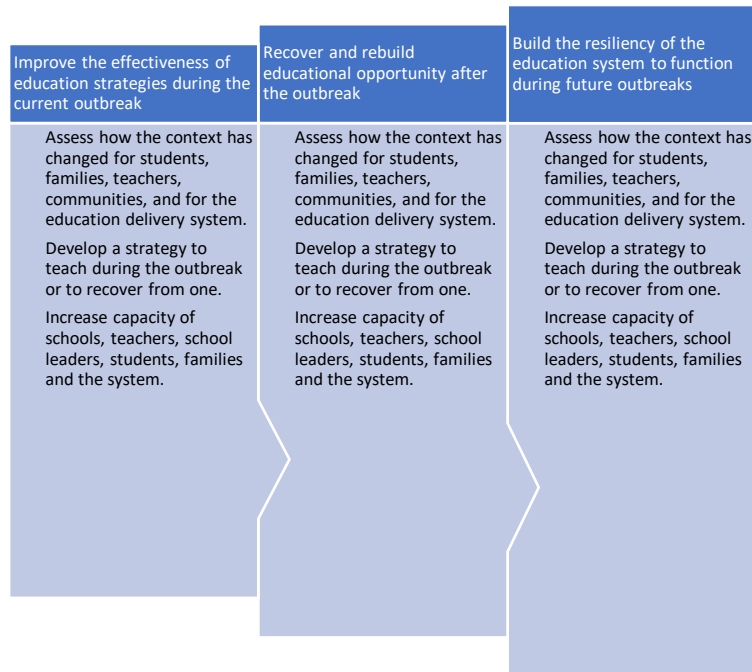 Improve the effectiveness of
education strategies during the
current outbreak
Assess how the context has
changed for students,
families, teachers,
communities, and for the
education delivery system.
Develop a strategy to
teach during the outbreak
or to recover from one.
Increase capacity of
schools, teachers, school
leaders, students, families
and the system.
Recover and rebuild
educational opportunity after
the outbreak
Assess how the context has
changed for students,
families, teachers,
communities, and for the
education delivery system.
Develop a strategy to
teach during the outbreak
or to recover from one.
Increase capacity of
schools, teachers, school
leaders, students, families
and the system.
Build the resiliency of the
education system to function
during future outbreaks
Assess how the context has
changed for students,
families, teachers,
communities, and for the
education delivery system.
Develop a strategy to
teach during the outbreak
or to recover from one.
Increase capacity of
schools, teachers, school
leaders, students, families
and the system.